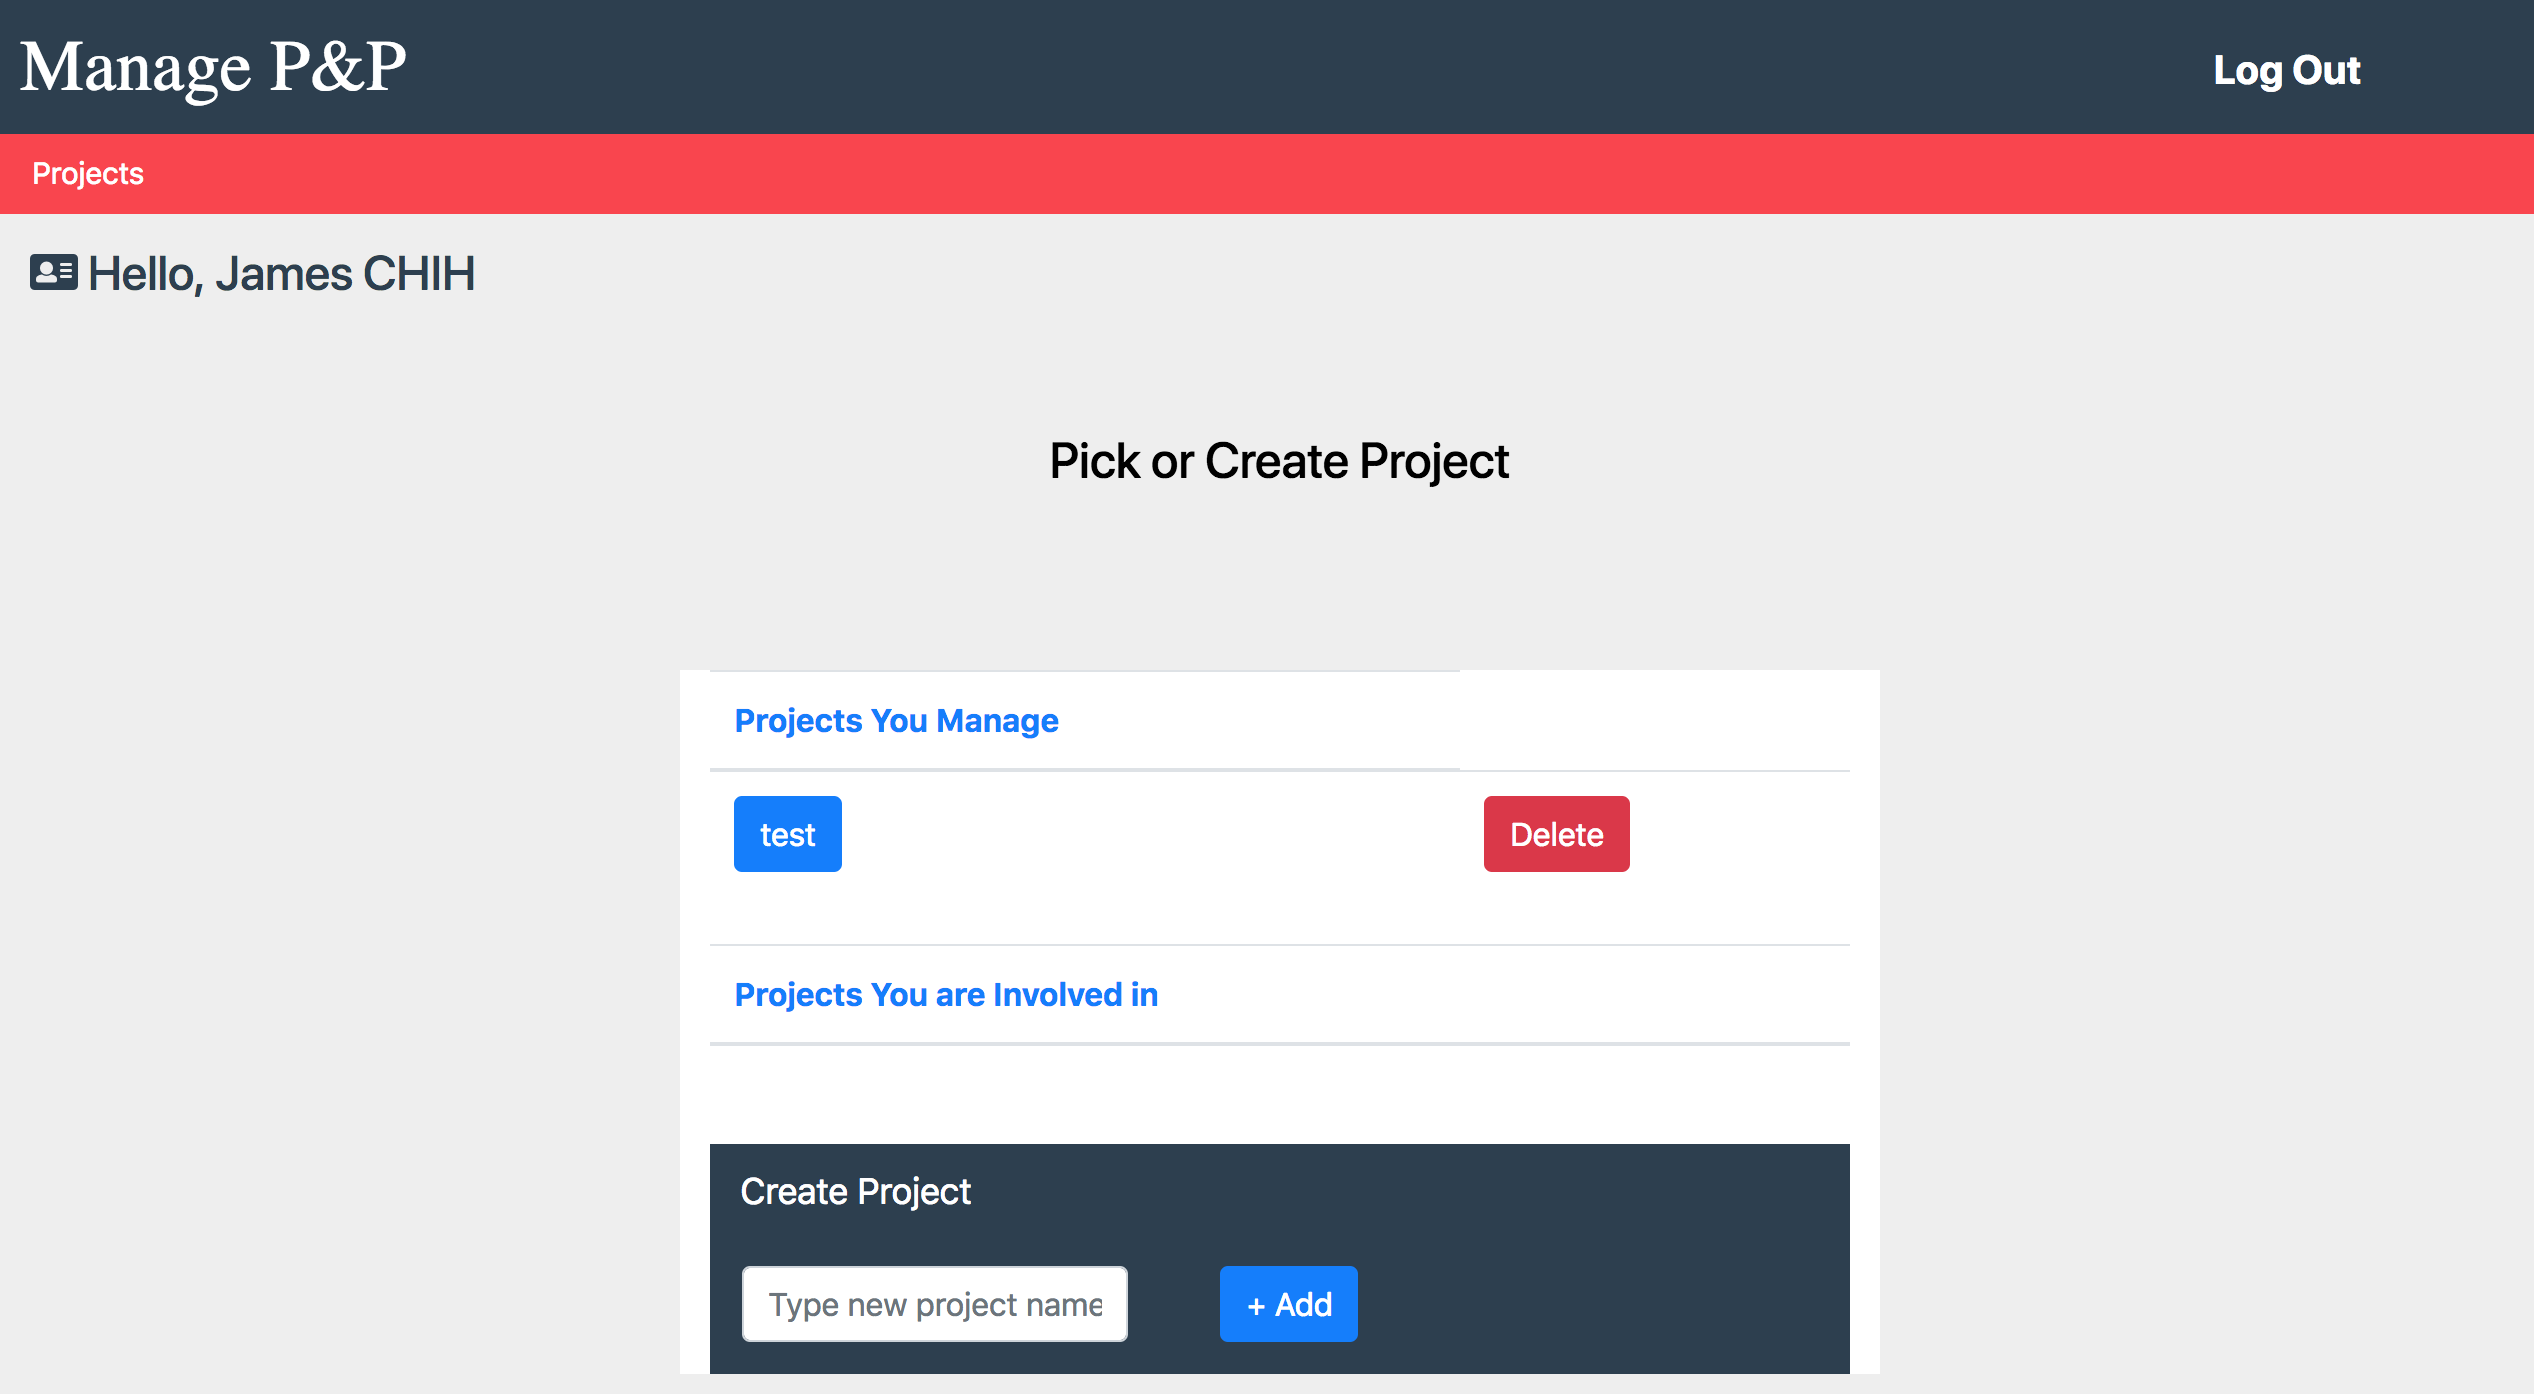 Manage P&P
Log Out
Projects
Hello, James CHIH
Pick or Create Project
Projects You Manage
test
Delete
Projects You are Involved in
Create Project
Type new project name
+ Add